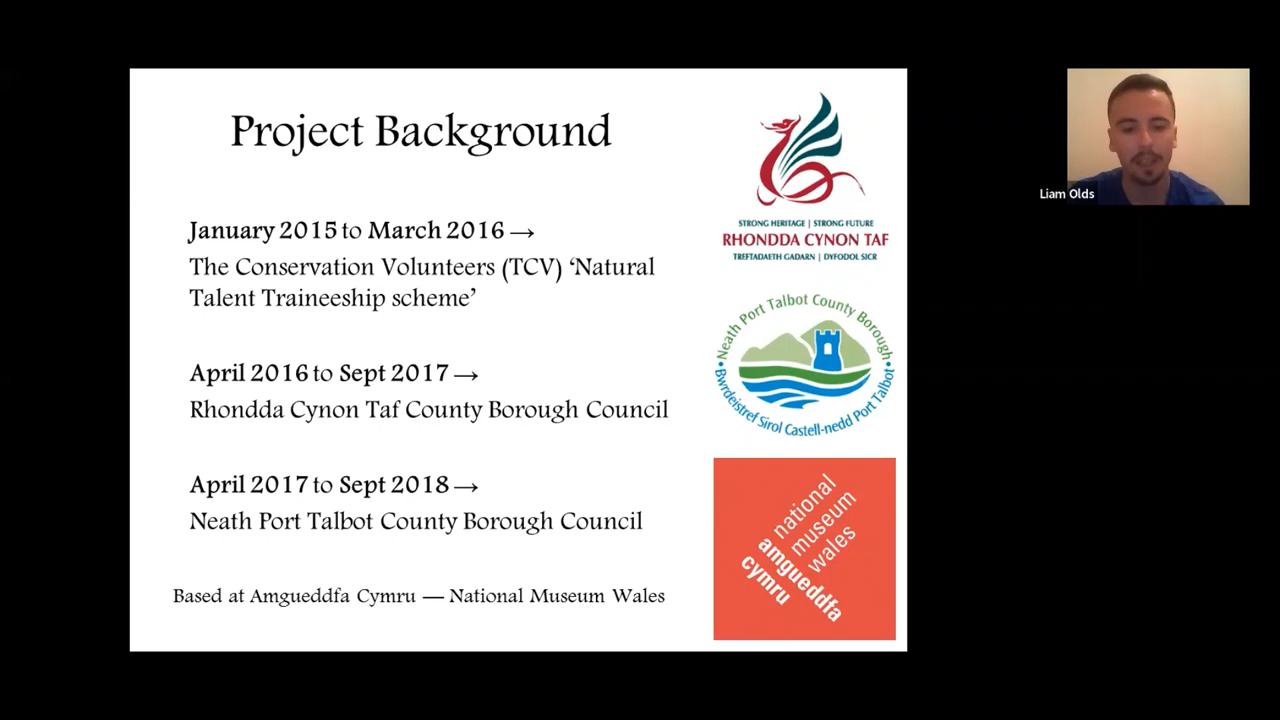 Project Background
January 2015 to March 2016 →
The Conservation Volunteers (TCV) ‘Natural
Talent Traineeship scheme’
April 2016 to Sept 2017 →
Rhondda Cynon Taf County Borough Council
April 2017 to Sept 2018 →
Neath Port Talbot County Borough Council
Based at Amgueddfa Cymru — National Museum Wales
STRONG HERITAGE | STRONG FUTURE
RHONDDA CYNON TAF
TREFTADAETH GADARN | DYFODOL SICR
Neath Port Talbot County Borough
Bwrdeistref Sirol Castell-nedd Port Talbot
national
museum
wales
amgueddfa
cymru
Liam Olds